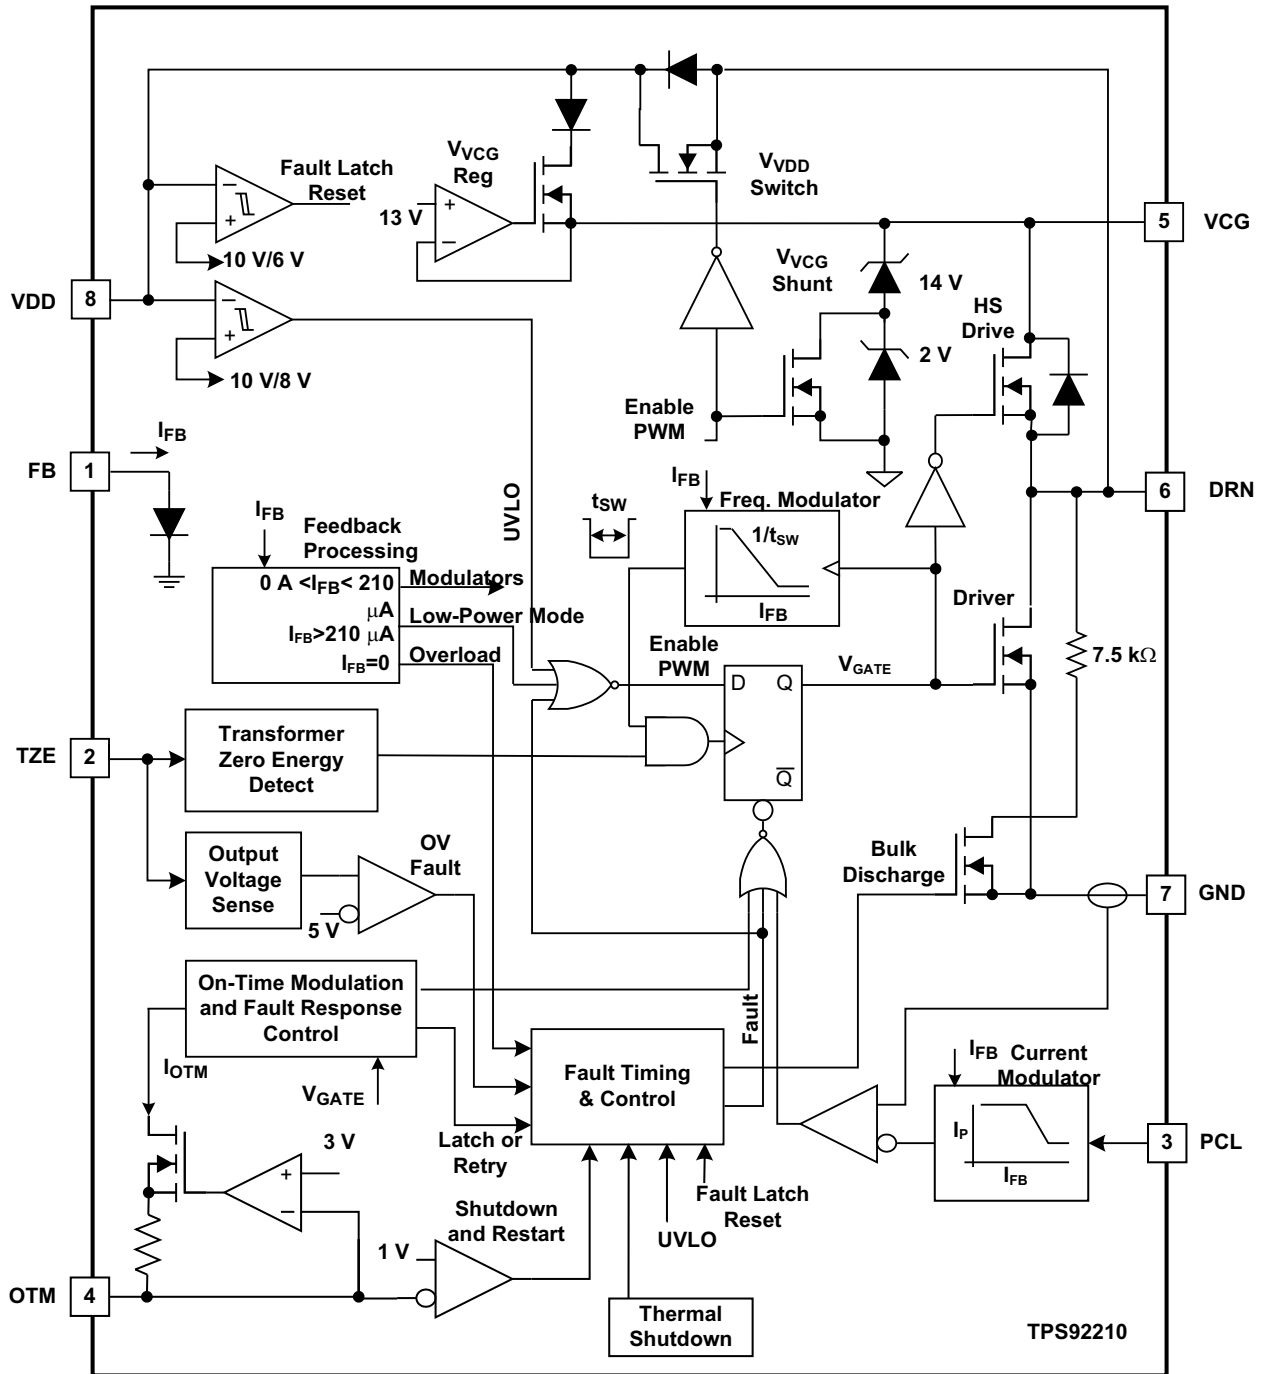 Fault Latch
Reset
VVCG
Reg
13 V
10 V/6 V
VDD
8
10 V/8 V
VVDD
Switch
5
VCG
VVCG
Shunt
14 V
2 V
HS
Drive
Enable
PWM
IFB
FB
1
UVLO
IFB
Feedback
Processing
0 A <IFB< 210
μA
IFB>210 μA
IFB=0
Modulators
Low-Power Mode
Overload
tSW
IFB
Freq. Modulator
1/tSW
IFB
6
DRN
Driver
7.5 kΩ
Enable
PWM
D
Q
Q
VGATE
TZE
2
Transformer
Zero Energy
Detect
Output
Voltage
Sense
OV
Fault
5 V
Bulk
Discharge
7
GND
On-Time Modulation
and Fault Response
Control
IOTM
VGATE
Fault
Fault Timing
& Control
Latch or
Retry
IFB
Current
Modulator
IP
IFB
3
PCL
3 V
Shutdown
and Restart
1 V
Fault Latch
Reset
UVLO
OTM
4
Thermal
Shutdown
TPS92210